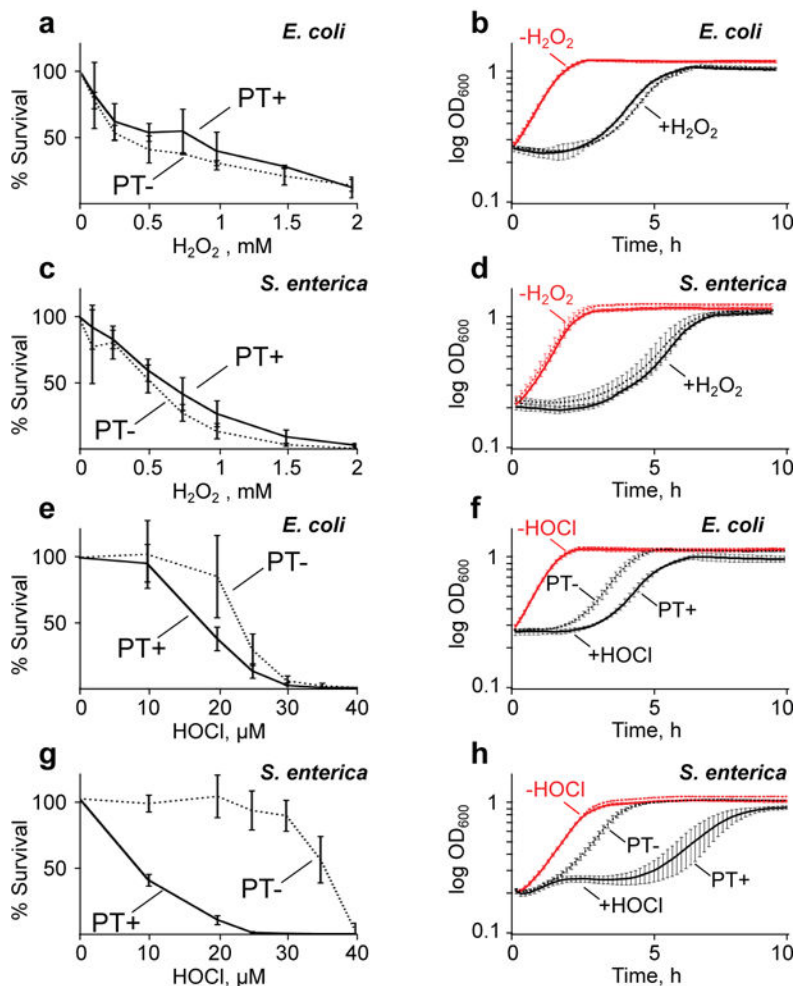 a
E. coli
% Survival
100
50
PT+
PT-
0 0.5 1 1.5 2
H₂O₂ , mM
b
E. coli
log OD₆₀₀
1
0.1
-H₂O₂
+H₂O₂
0 5 10
Time, h
c
S. enterica
% Survival
100
50
PT+
PT-
0 0.5 1 1.5 2
H₂O₂ , mM
d
S. enterica
log OD₆₀₀
1
0.1
-H₂O₂
+H₂O₂
0 5 10
Time, h
e
E. coli
% Survival
100
50
PT-
PT+
0 10 20 30 40
HOCl, µM
f
E. coli
log OD₆₀₀
1
0.1
-HOCl
PT-
PT+
+HOCl
0 5 10
Time, h
g
S. enterica
% Survival
100
50
PT-
PT+
0 10 20 30 40
HOCl, µM
h
S. enterica
log OD₆₀₀
1
0.1
-HOCl
PT-
PT+
+HOCl
0 5 10
Time, h